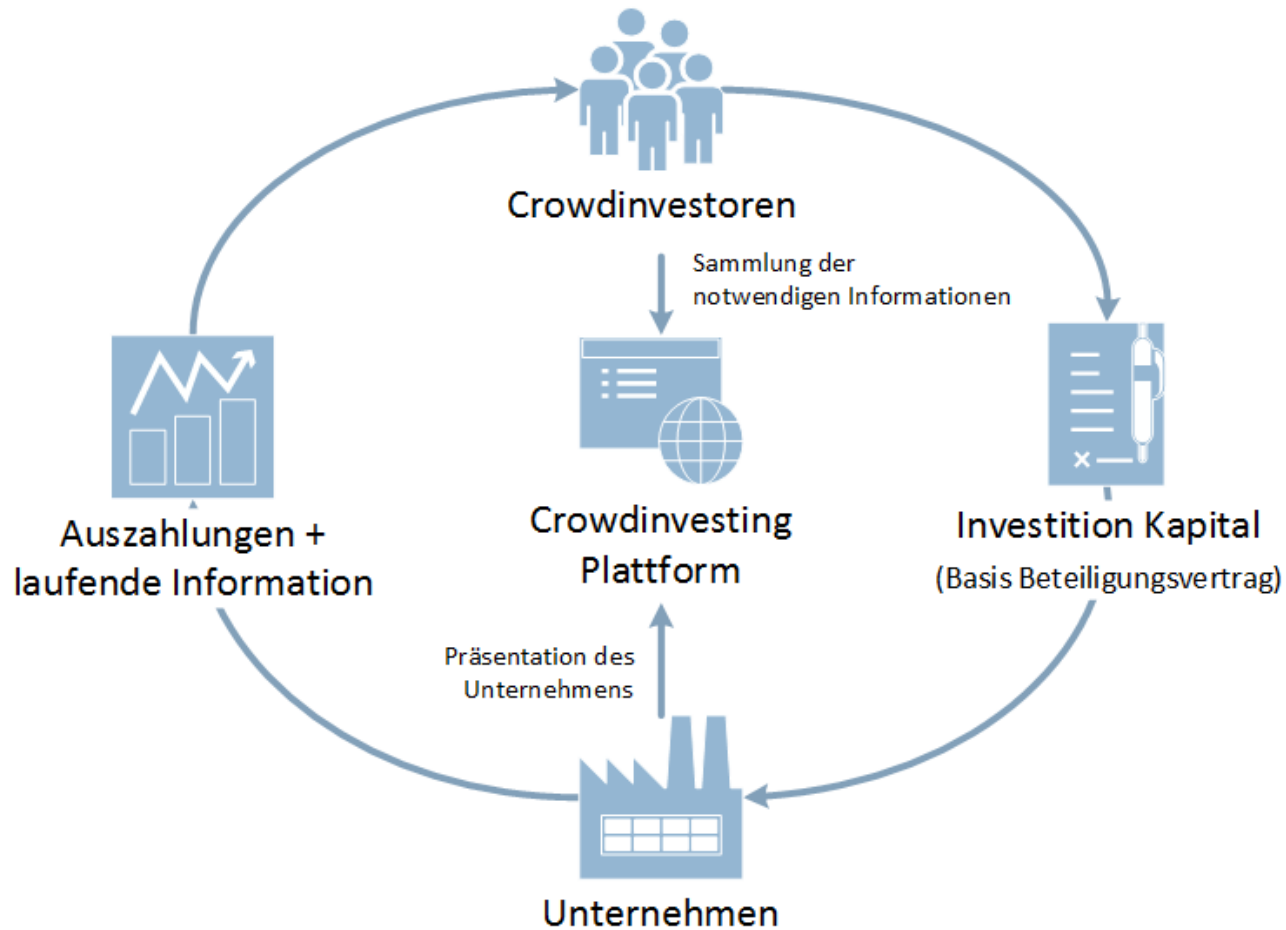 Crowdinvestoren
Sammlung der
notwendigen Informationen
Auszahlungen +
laufende Information
Crowdinvesting
Plattform
Investition Kapital
(Basis Beteiligungsvertrag)
Präsentation des
Unternehmens
Unternehmen